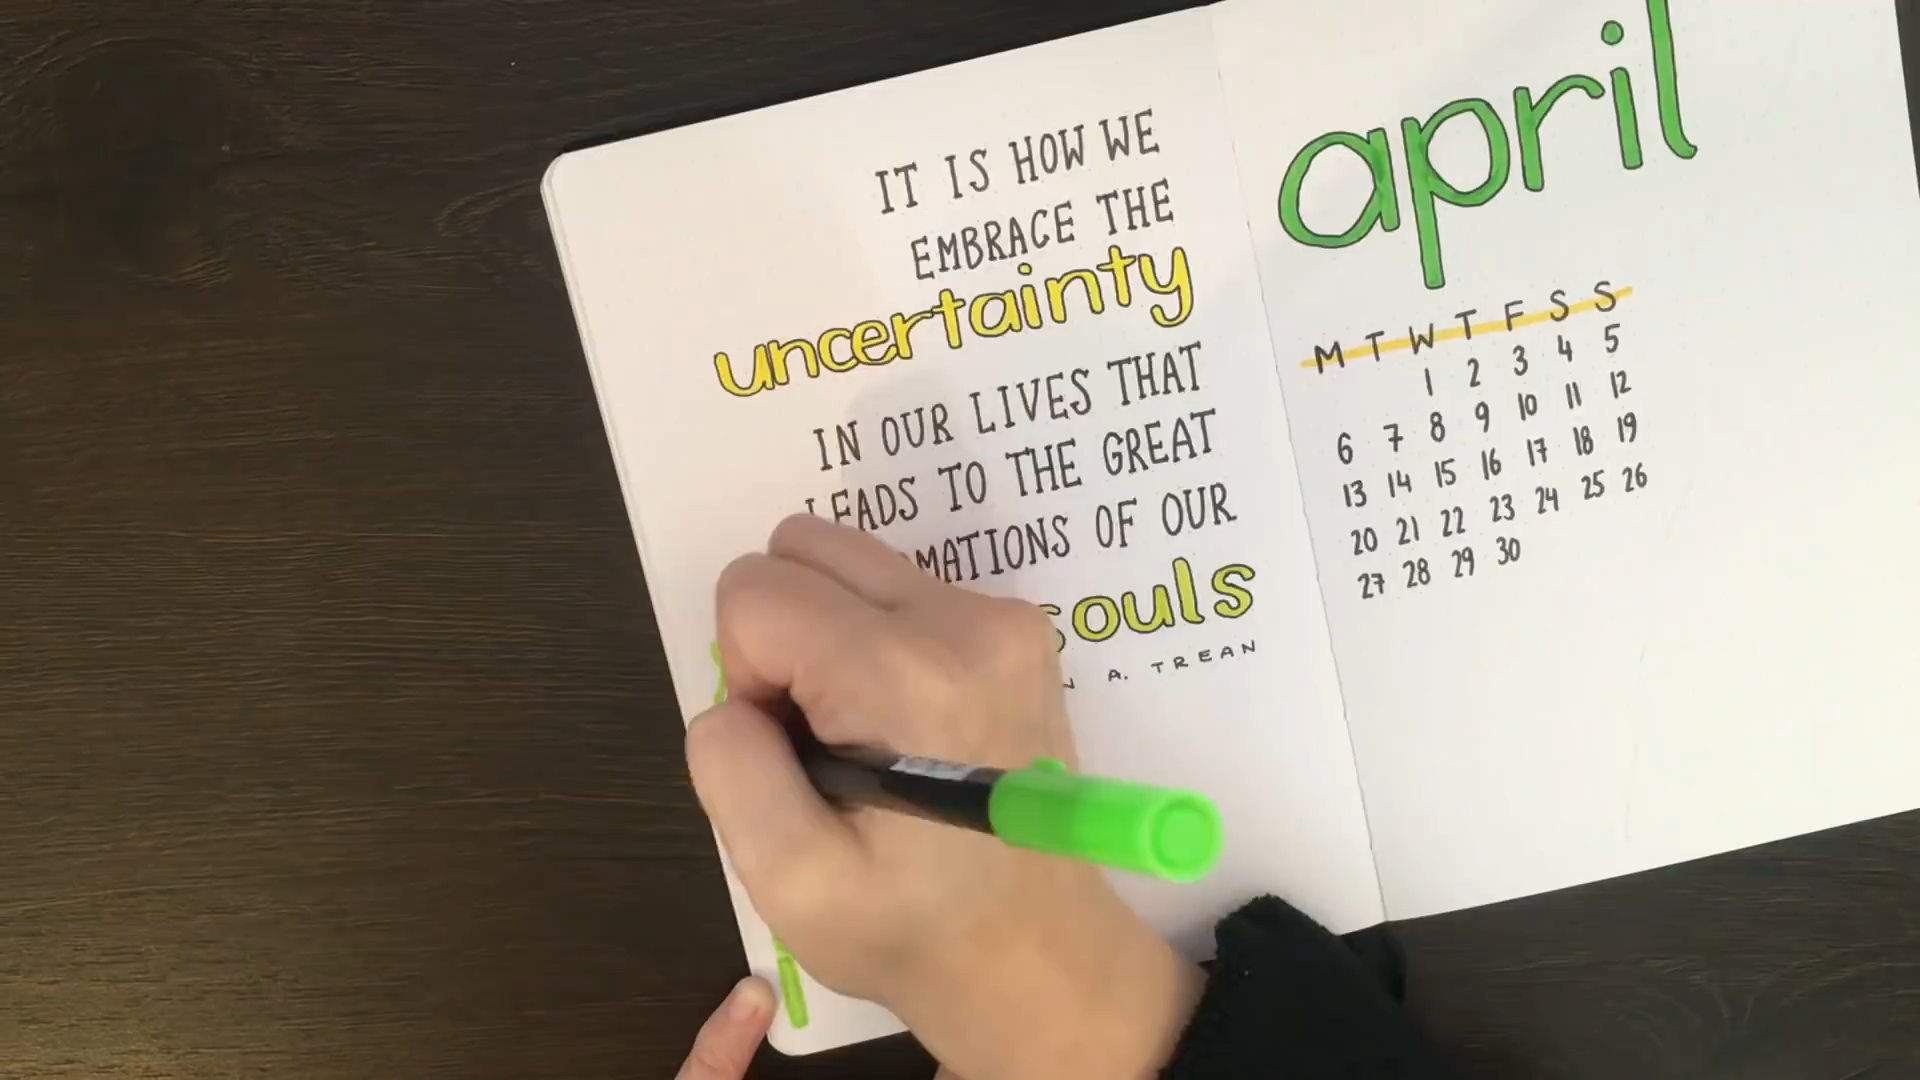 IT IS HOW WE
EMBRACE THE
uncertainty
IN OUR LIVES THAT
LEADS TO THE GREAT
OF OUR
souls
A. TREAN
april
M T W T F S S
1 2 3 4 5
6 7 8 9 10 11 12
13 14 15 16 17 18 19
20 21 22 23 24 25 26
27 28 29 30